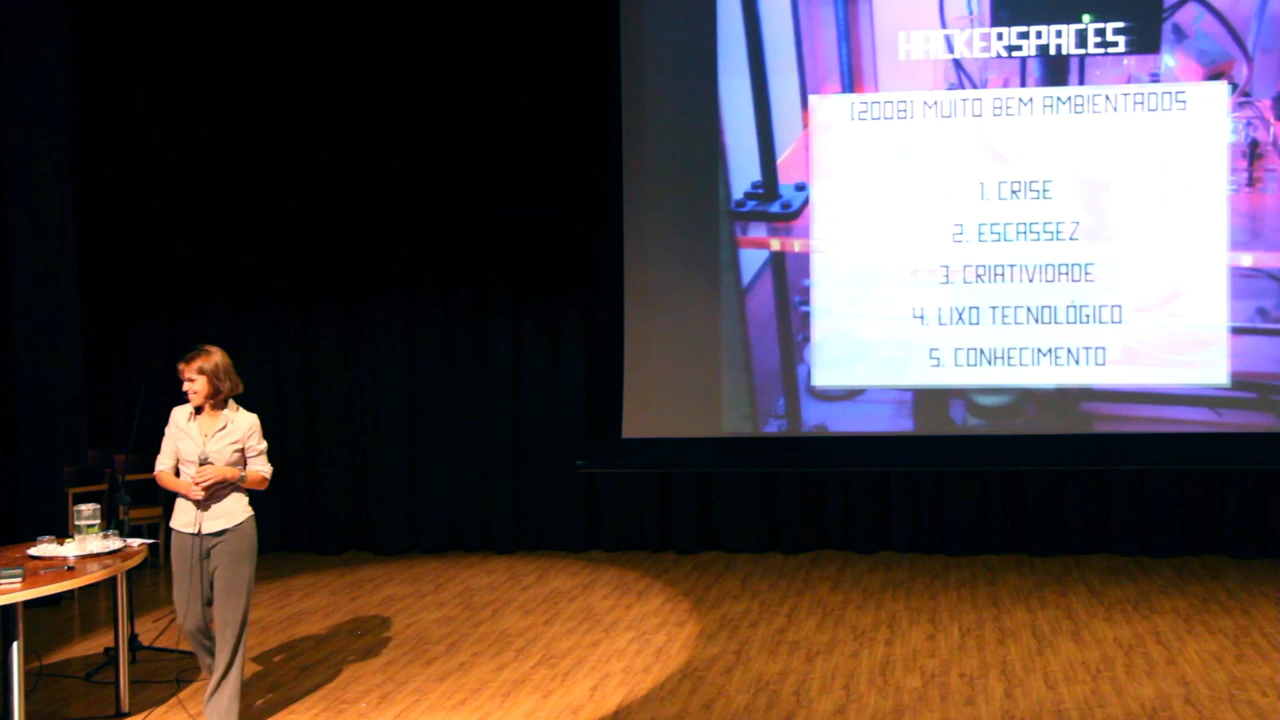 HACKERSPACES
[2008] MUITO BEM AMBIENTADOS
1. CRISE
2. ESCASSEZ
3. CRIATIVIDADE
4. LIXO TECNOLÓGICO
5. CONHECIMENTO